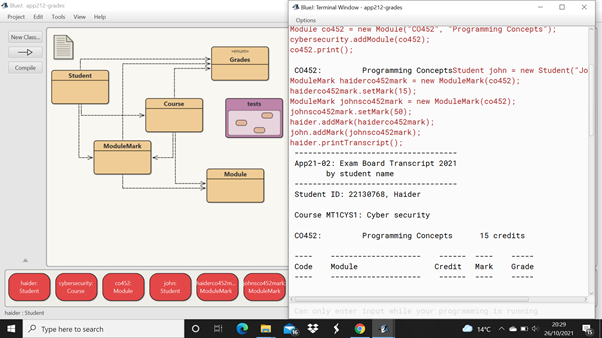 BlueJ: app212-grades
Project Edit Tools View Help
New Class...
Compile
Student
Grades
Course
tests
ModuleMark
Module
haider:
Student
cybersecurity:
Course
co452:
Module
john:
Student
haiderco452m...
ModuleMark
johnsco452mark:
ModuleMark
haider : Student
BlueJ: Terminal Window - app212-grades
Options
Module co452 = new Module("CO452", "Programming Concepts");
cybersecurity.addModule(co452);
co452.print();
CO452: Programming ConceptsStudent john = new Student("Jo
ModuleMark haiderco452mark = new ModuleMark(co452);
haiderco452mark.setMark(15);
ModuleMark johnsco452mark = new ModuleMark(co452);
johnsco452mark.setMark(50);
haider.addMark(haiderco452mark);
john.addMark(johnsco452mark);
haider.printTranscript();
------------------------------------
App21-02: Exam Board Transcript 2021
by student name
------------------------------------
Student ID: 22130768, Haider
Course MT1CYS1: Cyber security
CO452: Programming Concepts 15 credits
---- -------------------- ------ ---- -----
Code Module Credit Mark Grade
---- -------------------- ------ ---- -----
Can only enter input while your programming is running
Type here to search
16
14°C
20:29
26/10/2021
15